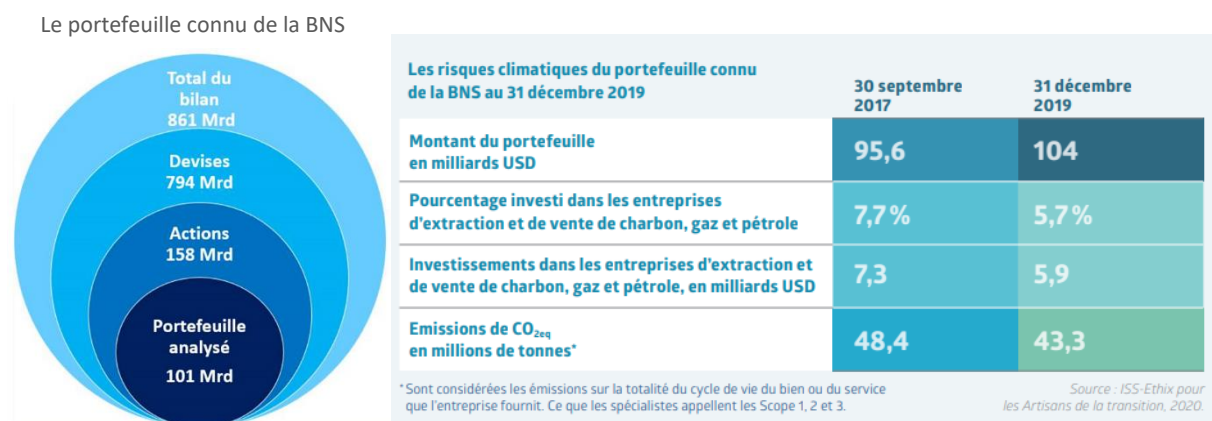 Le portefeuille connu de la BNS
Total du
bilan
861 Mrd
Devises
794 Mrd
Actions
158 Mrd
Portefeuille
analysé
101 Mrd
Les risques climatiques du portefeuille connu
de la BNS au 31 décembre 2019
30 septembre
2017
31 décembre
2019
Montant du portefeuille
en milliards USD
95,6
104
Pourcentage investi dans les entreprises
d'extraction et de vente de charbon, gaz et pétrole
7,7%
5,7%
Investissements dans les entreprises d'extraction et
de vente de charbon, gaz et pétrole, en milliards USD
7,3
5,9
Emissions de CO₂eq
en millions de tonnes*
48,4
43,3
*Sont considérées les émissions sur la totalité du cycle de vie du bien ou du service
que l'entreprise fournit. Ce que les spécialistes appellent les Scope 1, 2 et 3.
Source : ISS-Ethix pour
les Artisans de la transition, 2020.